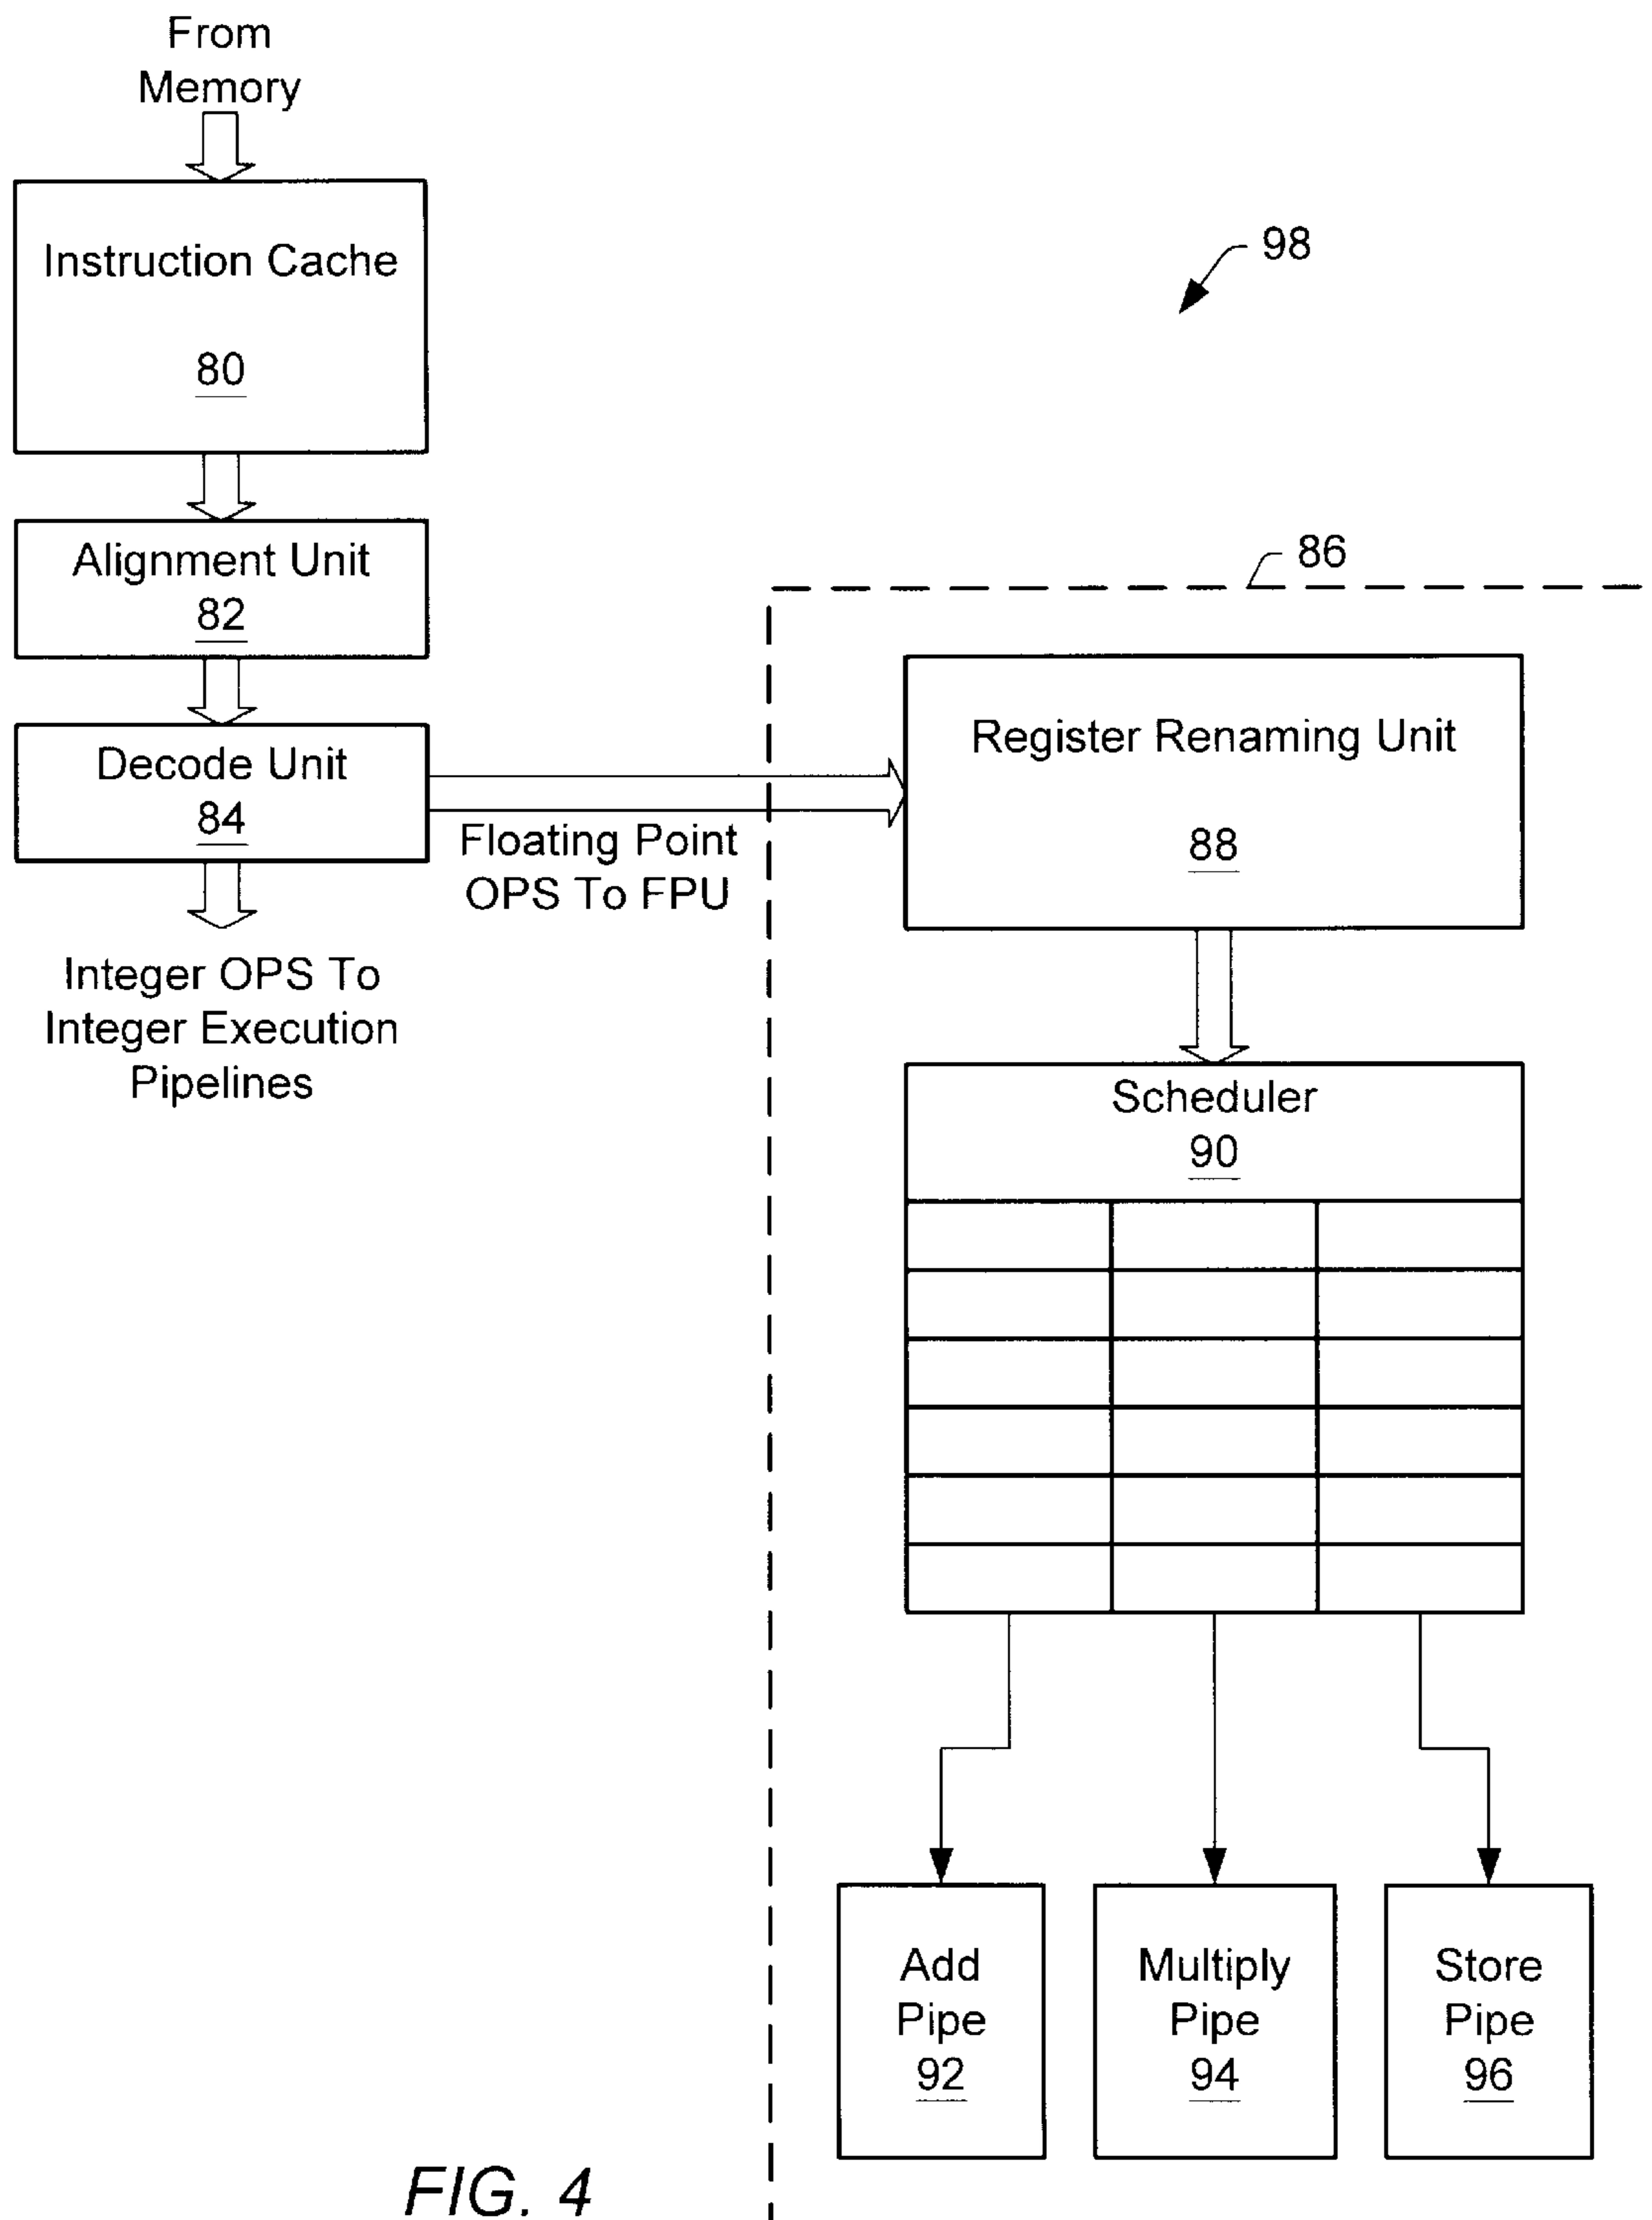 From
Memory
Instruction Cache
80
98
Alignment Unit
82
86
Decode Unit
84
Register Renaming Unit
88
Floating Point
OPS To FPU
Integer OPS To
Integer Execution
Pipelines
Scheduler
90
Add
Pipe
92
Multiply
Pipe
94
Store
Pipe
96
FIG. 4